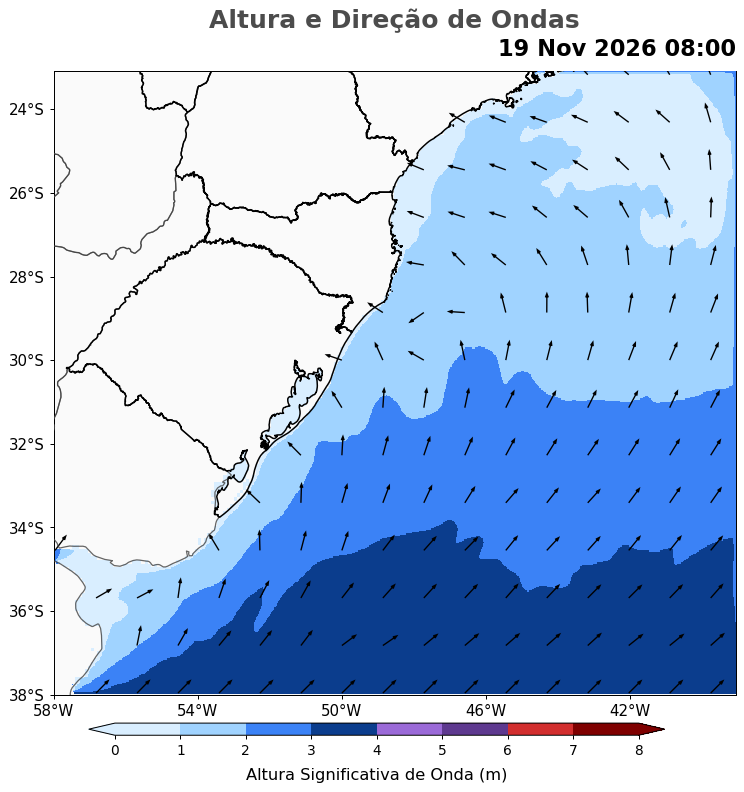 Altura e Direção de Ondas
19 Nov 2026 08:00
24°S
26°S
28°S
30°S
32°S
34°S
36°S
38°S
58°W 54°W 50°W 46°W 42°W
0 1 2 3 4 5 6 7 8
Altura Significativa de Onda (m)